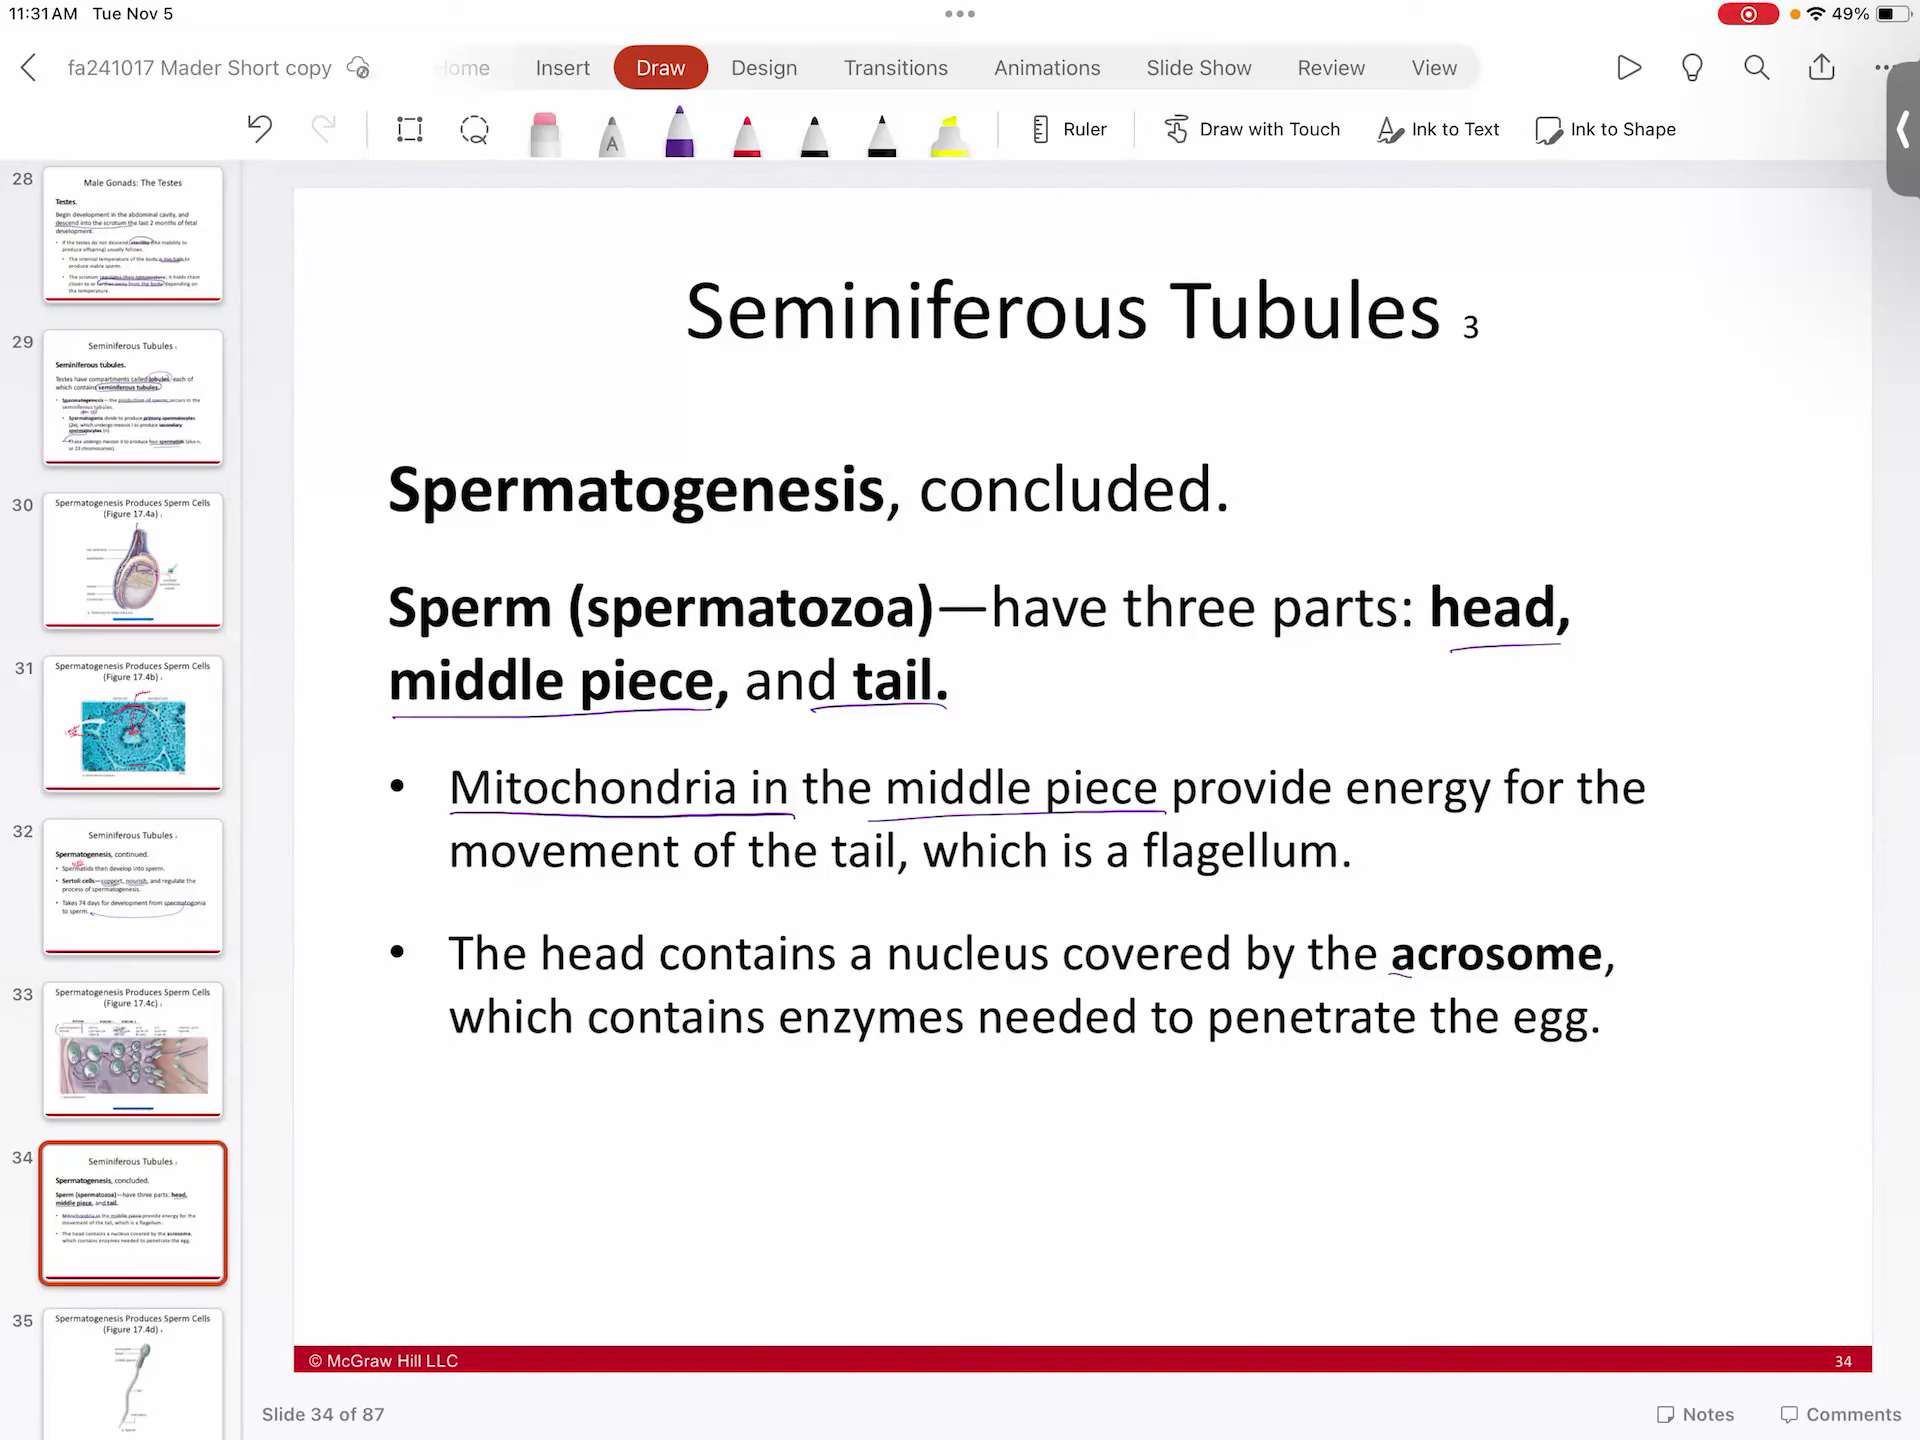 11:31 AM Tue Nov 5
49%
fa241017 Mader Short copy
Home Insert Draw Design Transitions Animations Slide Show Review View
A Ruler Draw with Touch Ink to Text Ink to Shape
28
Male Gonads: The Testes
Testes.
Begin development in the abdominal cavity, and
descend into the scrotum the last 2 months of fetal
development.
• If the testes do not descend, sterility (the inability to
produce offspring) usually follows.
• The internal temperature of the body is too high to
produce viable sperm.
• The scrotum regulates their temperature; it holds them
closer to or farther away from the body depending on
the temperature
29
Seminiferous Tubules
Seminiferous tubules.
Testes have compartments called lobules, each of
which contains seminiferous tubules.
• Spermatogenesis—the production of sperm, occurs in the
seminiferous tubules.
• Spermatogonia divide to produce primary spermatocytes
(2n), which undergo meiosis I to produce secondary
spermatocytes (n).
• These undergo meiosis II to produce four spermatids (also n,
or 23 chromosomes).
30
Spermatogenesis Produces Sperm Cells
(Figure 17.4a)
31
Spermatogenesis Produces Sperm Cells
(Figure 17.4b)
32
Seminiferous Tubules
Spermatogenesis, continued.
• Spermatids then develop into sperm.
• Sertoli cells—support, nourish, and regulate the
process of spermatogenesis.
• Takes 74 days for development from spermatogonia
to sperm.
33
Spermatogenesis Produces Sperm Cells
(Figure 17.4c)
34
Seminiferous Tubules
Spermatogenesis, concluded.
Sperm (spermatozoa)—have three parts: head,
middle piece, and tail.
• Mitochondria in the middle piece provide energy for the
movement of the tail, which is a flagellum.
• The head contains a nucleus covered by the acrosome,
which contains enzymes needed to penetrate the egg.
35
Spermatogenesis Produces Sperm Cells
(Figure 17.4d)
Seminiferous Tubules 3
Spermatogenesis, concluded.
Sperm (spermatozoa)—have three parts: head,
middle piece, and tail.
• Mitochondria in the middle piece provide energy for the
movement of the tail, which is a flagellum.
• The head contains a nucleus covered by the acrosome,
which contains enzymes needed to penetrate the egg.
© McGraw Hill LLC
34
Slide 34 of 87
Notes Comments